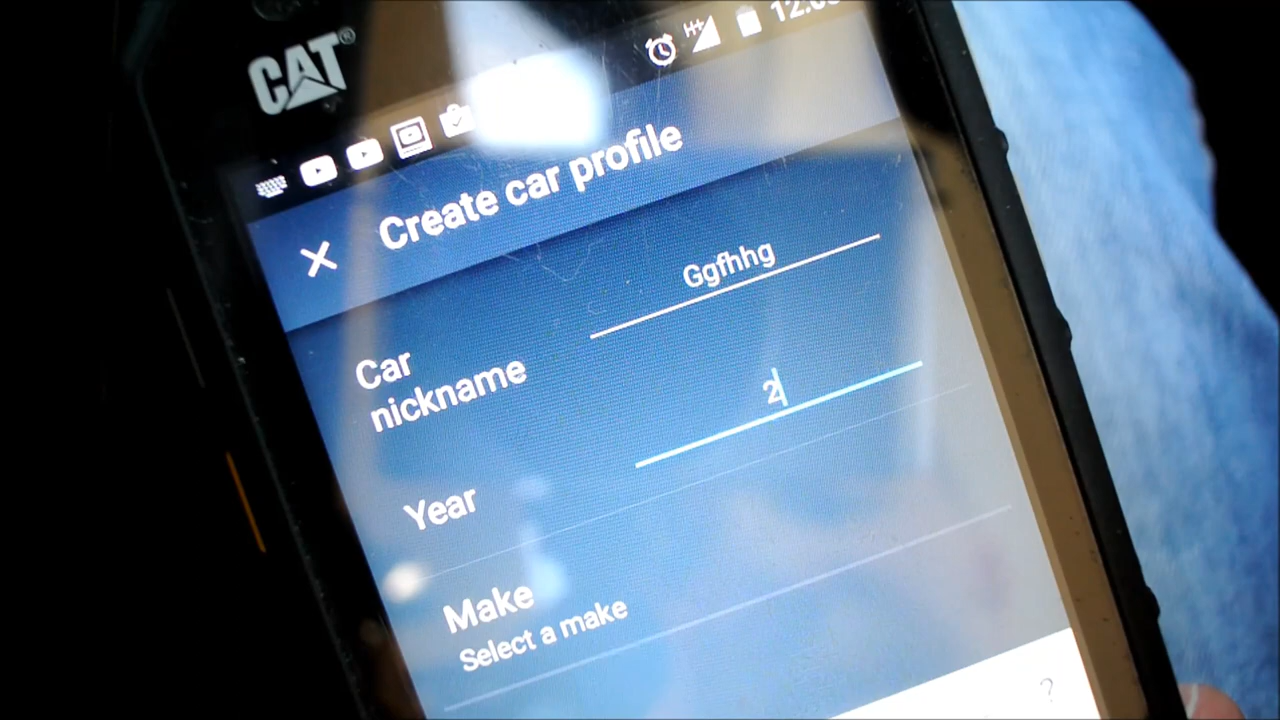 CAT®
H+
Create car profile
Ggfhhg
Car
nickname
2
Year
Make
Select a make
?